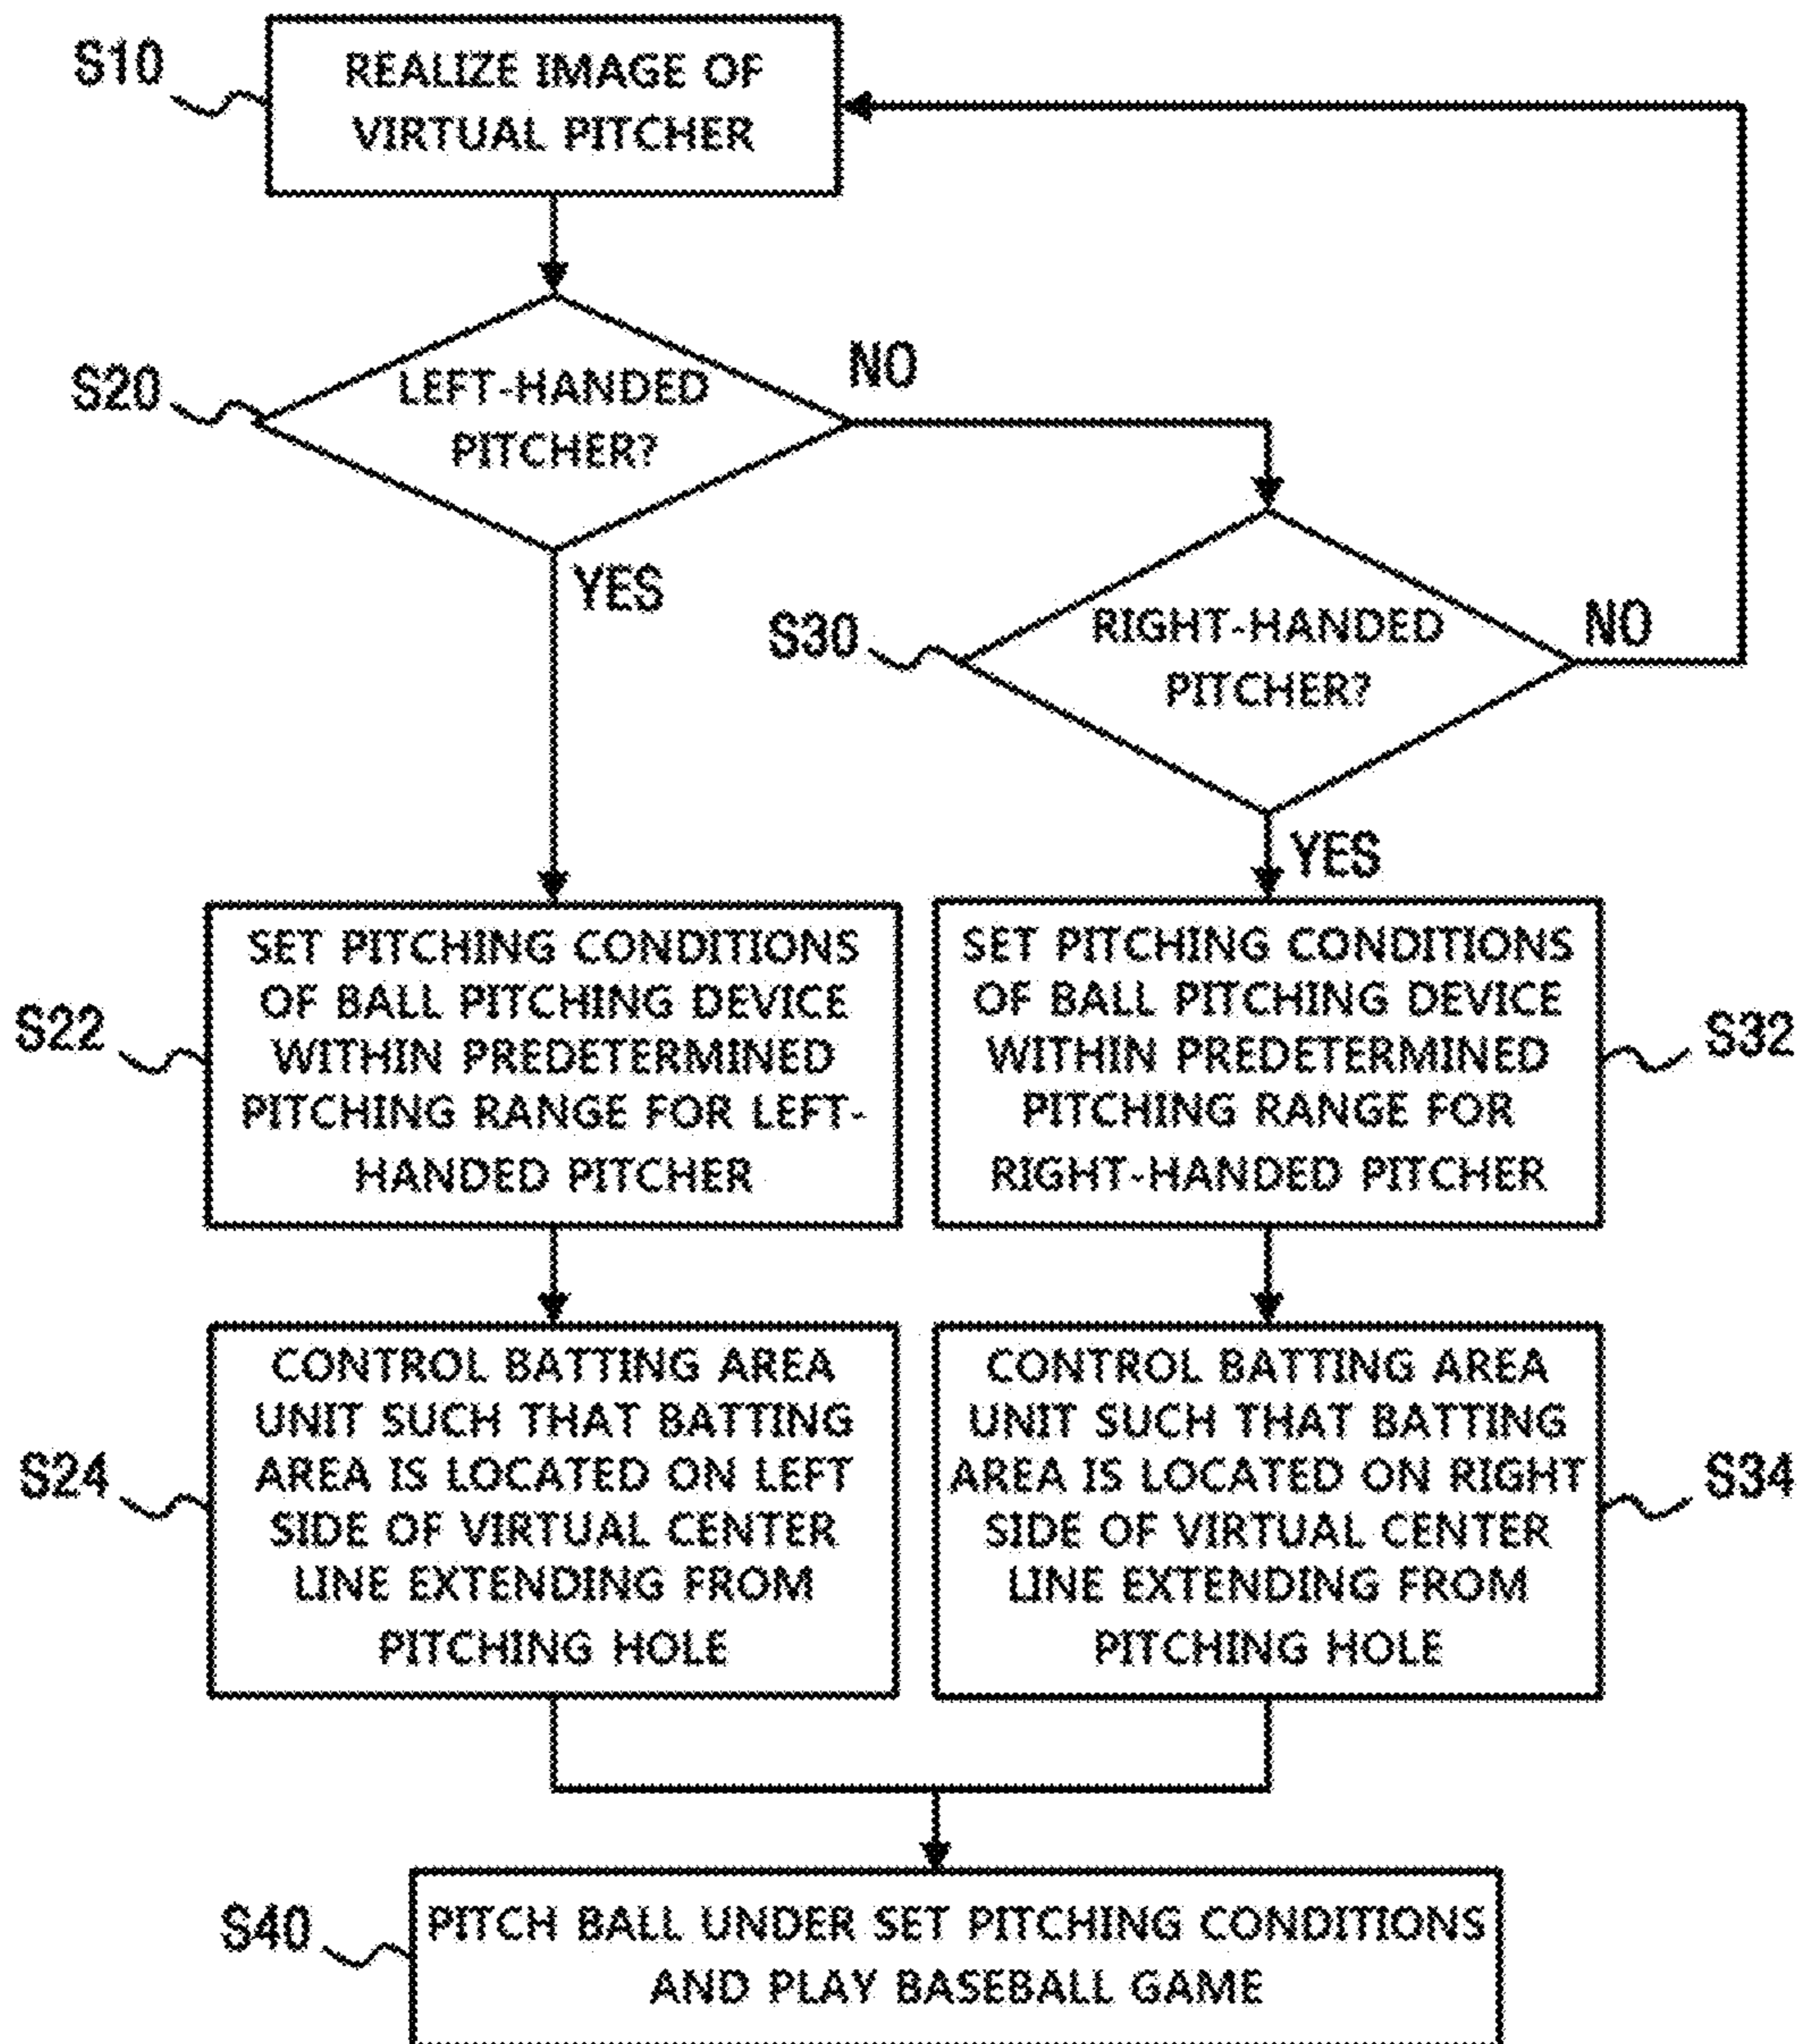 S10
REALIZE IMAGE OF
VIRTUAL PITCHER
S20
LEFT-HANDED
PITCHER?
NO
YES
S30
RIGHT-HANDED
PITCHER?
NO
YES
S22
SET PITCHING CONDITIONS
OF BALL PITCHING DEVICE
WITHIN PREDETERMINED
PITCHING RANGE FOR LEFT-
HANDED PITCHER
SET PITCHING CONDITIONS
OF BALL PITCHING DEVICE
WITHIN PREDETERMINED
PITCHING RANGE FOR
RIGHT-HANDED PITCHER
S32
S24
CONTROL BATTING AREA
UNIT SUCH THAT BATTING
AREA IS LOCATED ON LEFT
SIDE OF VIRTUAL CENTER
LINE EXTENDING FROM
PITCHING HOLE
CONTROL BATTING AREA
UNIT SUCH THAT BATTING
AREA IS LOCATED ON RIGHT
SIDE OF VIRTUAL CENTER
LINE EXTENDING FROM
PITCHING HOLE
S34
S40
PITCH BALL UNDER SET PITCHING CONDITIONS
AND PLAY BASEBALL GAME